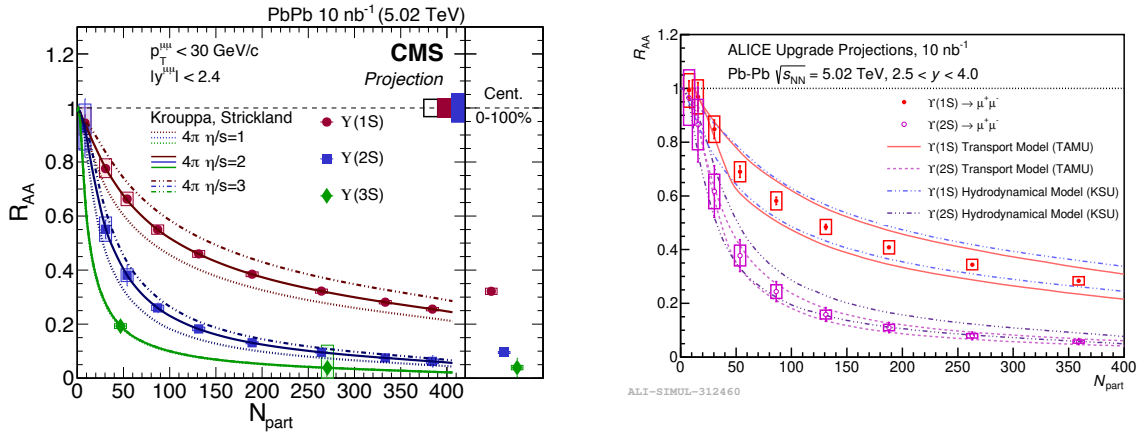 PbPb 10 nb⁻¹ (5.02 TeV)
p_T^μμ < 30 GeV/c
|y^μμ| < 2.4
CMS
Projection
Cent.
0-100%
Krouppa, Strickland
4π η/s=1
4π η/s=2
4π η/s=3
ϒ(1S)
ϒ(2S)
ϒ(3S)
R_AA
0 0.2 0.4 0.6 0.8 1 1.2
0 50 100 150 200 250 300 350 400
N_part
ALICE Upgrade Projections, 10 nb⁻¹
Pb-Pb √s_NN = 5.02 TeV, 2.5 < y < 4.0
ϒ(1S) → μ⁺μ⁻
ϒ(2S) → μ⁺μ⁻
ϒ(1S) Transport Model (TAMU)
ϒ(2S) Transport Model (TAMU)
ϒ(1S) Hydrodynamical Model (KSU)
ϒ(2S) Hydrodynamical Model (KSU)
R_AA
0 0.2 0.4 0.6 0.8 1.0 1.2
0 50 100 150 200 250 300 350 400
N_part
ALI-SIMUL-312460